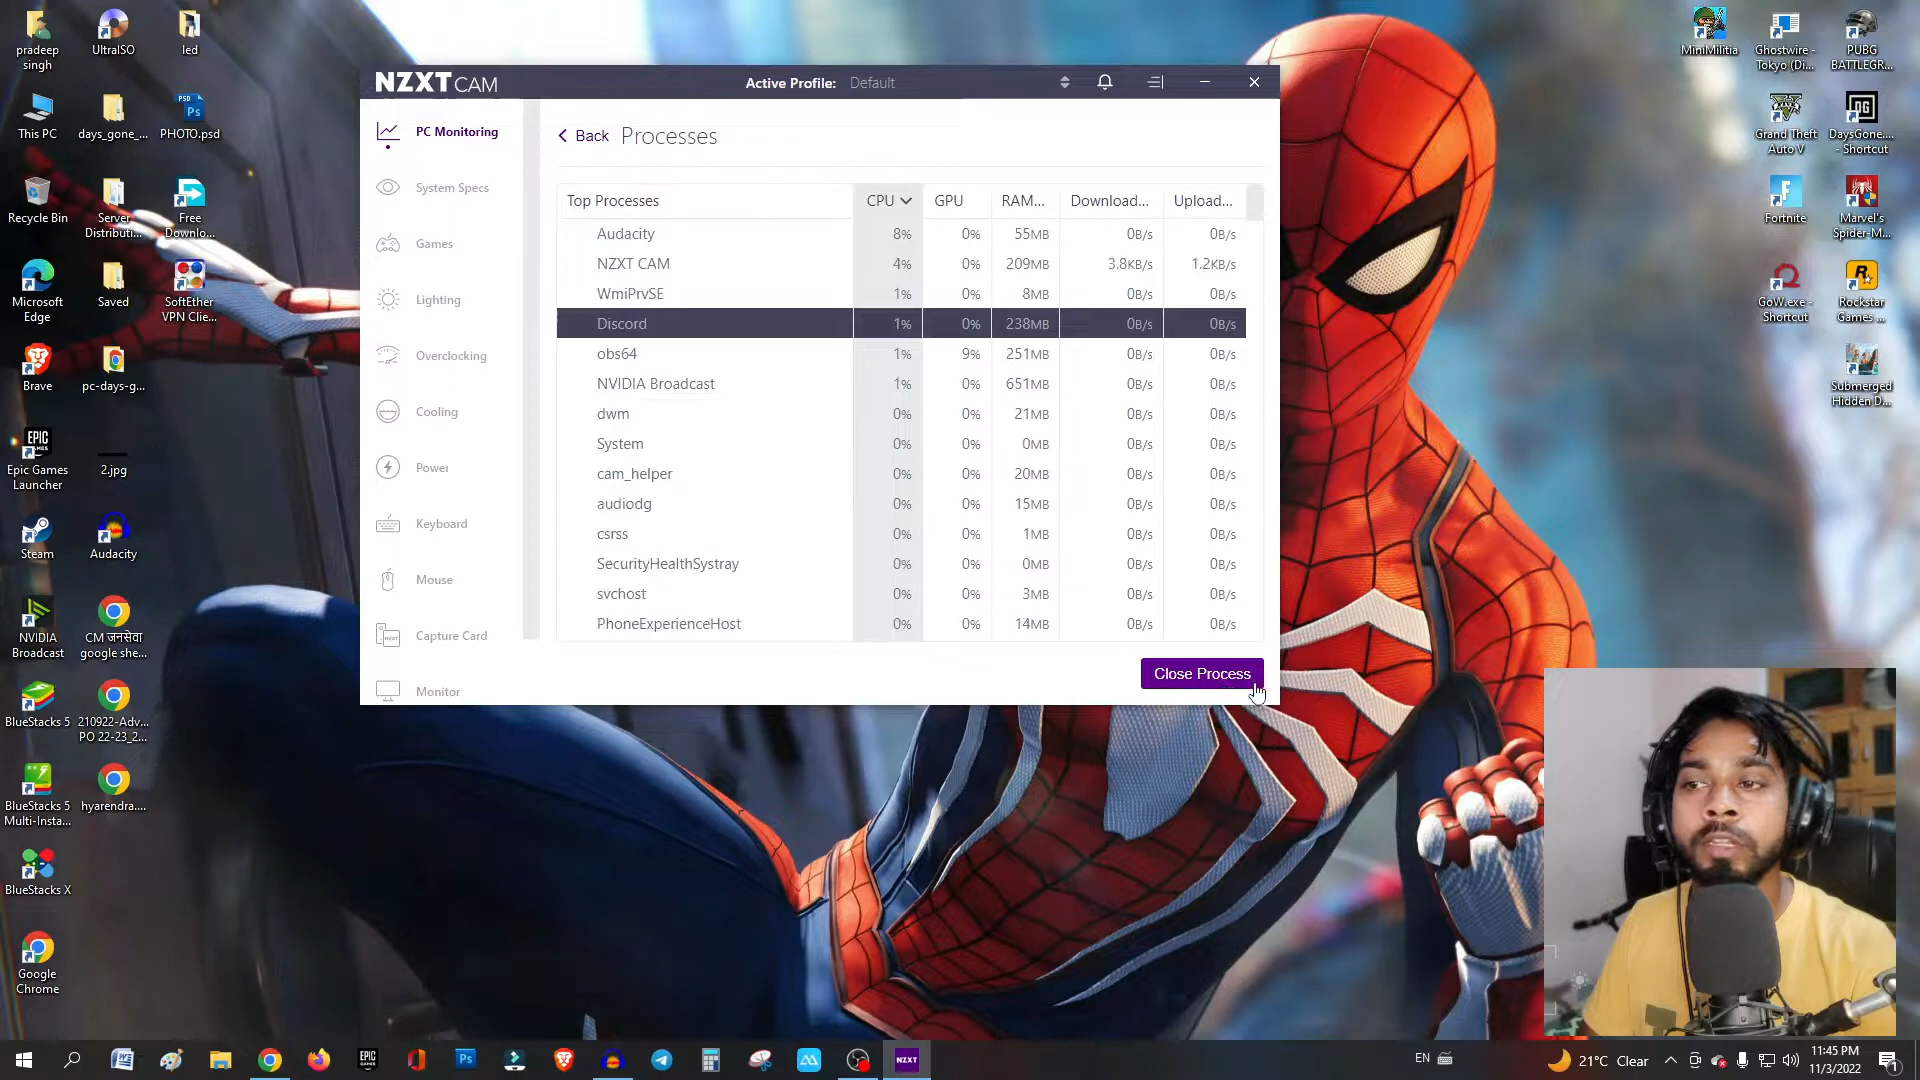 pradeep
singh
UltraISO
led
This PC
days_gone_...
PHOTO.psd
Recycle Bin
Server
Distributi...
Free
Downlo...
Microsoft
Edge
Saved
SoftEther
VPN Clie...
Brave
pc-days-g...
Epic Games
Launcher
2.jpg
Steam
Audacity
NVIDIA
Broadcast
CM जनसेवा
google she...
BlueStacks 5
210922-Adv...
PO 22-23_2...
BlueStacks 5
Multi-Insta...
hyarendra....
BlueStacks X
Google
Chrome
NZXT CAM
Active Profile: Default
PC Monitoring
System Specs
Games
Lighting
Overclocking
Cooling
Power
Keyboard
Mouse
Capture Card
Monitor
Back Processes
Top Processes CPU GPU RAM... Download... Upload...
Audacity 8% 0% 55MB 0B/s 0B/s
NZXT CAM 4% 0% 209MB 3.8KB/s 1.2KB/s
WmiPrvSE 1% 0% 8MB 0B/s 0B/s
Discord 1% 0% 238MB 0B/s 0B/s
obs64 1% 9% 251MB 0B/s 0B/s
NVIDIA Broadcast 1% 0% 651MB 0B/s 0B/s
dwm 0% 0% 21MB 0B/s 0B/s
System 0% 0% 0MB 0B/s 0B/s
cam_helper 0% 0% 20MB 0B/s 0B/s
audiodg 0% 0% 15MB 0B/s 0B/s
csrss 0% 0% 1MB 0B/s 0B/s
SecurityHealthSystray 0% 0% 0MB 0B/s 0B/s
svchost 0% 0% 3MB 0B/s 0B/s
PhoneExperienceHost 0% 0% 14MB 0B/s 0B/s
Close Process
MiniMilitia
Ghostwire -
Tokyo (Di...
PUBG
BATTLEGR...
Grand Theft
Auto V
DaysGone....
- Shortcut
Fortnite
Marvel's
Spider-M...
GoW.exe -
Shortcut
Rockstar
Games ...
Submerged
Hidden D...
EN
21°C Clear
11:45 PM
11/3/2022